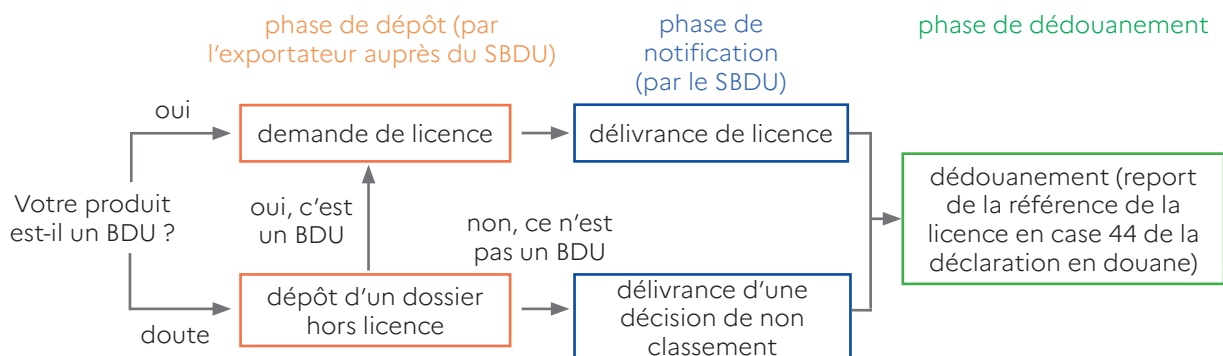 phase de dépôt (par
l'exportateur auprès du SBDU)
phase de
notification
(par le SBDU)
phase de dédouanement
oui
demande de licence
délivrance de licence
Votre produit
est-il un BDU ?
oui, c'est
un BDU
non, ce n'est
pas un BDU
dédouanement (report
de la référence de la
licence en case 44 de la
déclaration en douane)
doute
dépôt d'un dossier
hors licence
délivrance d'une
décision de non
classement